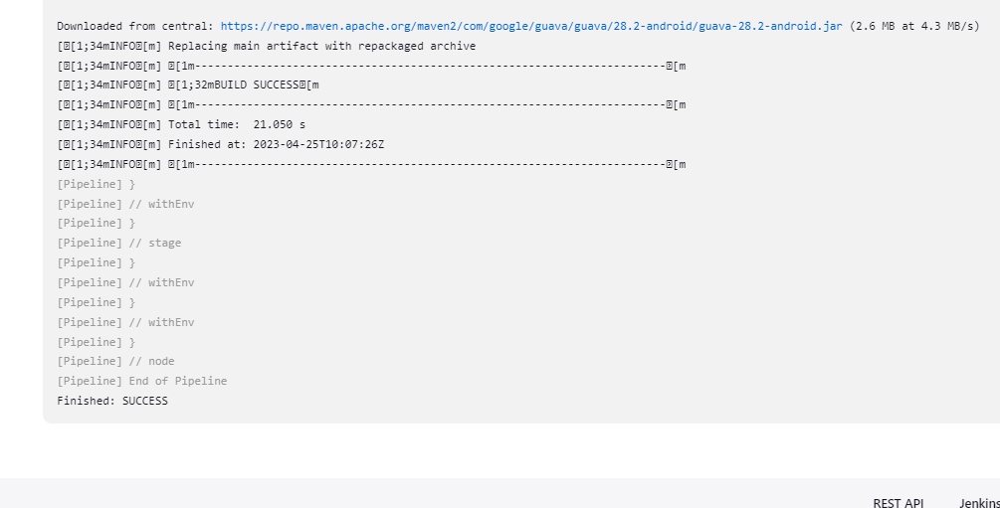 Downloaded from central: https://repo.maven.apache.org/maven2/com/google/guava/guava/28.2-android/guava-28.2-android.jar (2.6 MB at 4.3 MB/s)
[␛[1;34mINFO␛[m] Replacing main artifact with repackaged archive
[␛[1;34mINFO␛[m] ␛[1m------------------------------------------------------------------------␛[m
[␛[1;34mINFO␛[m] ␛[1;32mBUILD SUCCESS␛[m
[␛[1;34mINFO␛[m] ␛[1m------------------------------------------------------------------------␛[m
[␛[1;34mINFO␛[m] Total time:  21.050 s
[␛[1;34mINFO␛[m] Finished at: 2023-04-25T10:07:26Z
[␛[1;34mINFO␛[m] ␛[1m------------------------------------------------------------------------␛[m
[Pipeline] }
[Pipeline] // withEnv
[Pipeline] }
[Pipeline] // stage
[Pipeline] }
[Pipeline] // withEnv
[Pipeline] }
[Pipeline] // withEnv
[Pipeline] }
[Pipeline] // node
[Pipeline] End of Pipeline
Finished: SUCCESS
REST API Jenkins